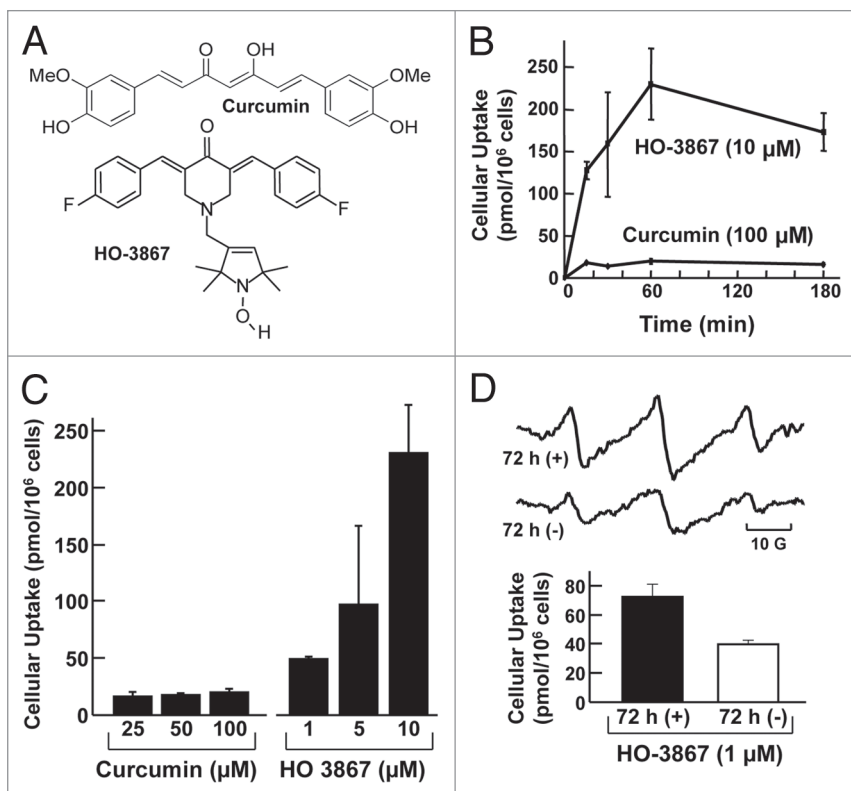 A
O
OH
MeO
OMe
Curcumin
HO
OH
O
F
F
N
HO-3867
N
O
H
B
Cellular Uptake
(pmol/10⁶ cells)
250
200
150
100
50
0
HO-3867 (10 µM)
Curcumin (100 µM)
0 60 120 180
Time (min)
C
Cellular Uptake (pmol/10⁶ cells)
250
200
150
100
50
0
25 50 100 1 5 10
Curcumin (µM) HO 3867 (µM)
D
72 h (+)
72 h (-)
10 G
Cellular Uptake
(pmol/10⁶ cells)
80
60
40
20
0
72 h (+) 72 h (-)
HO-3867 (1 µM)